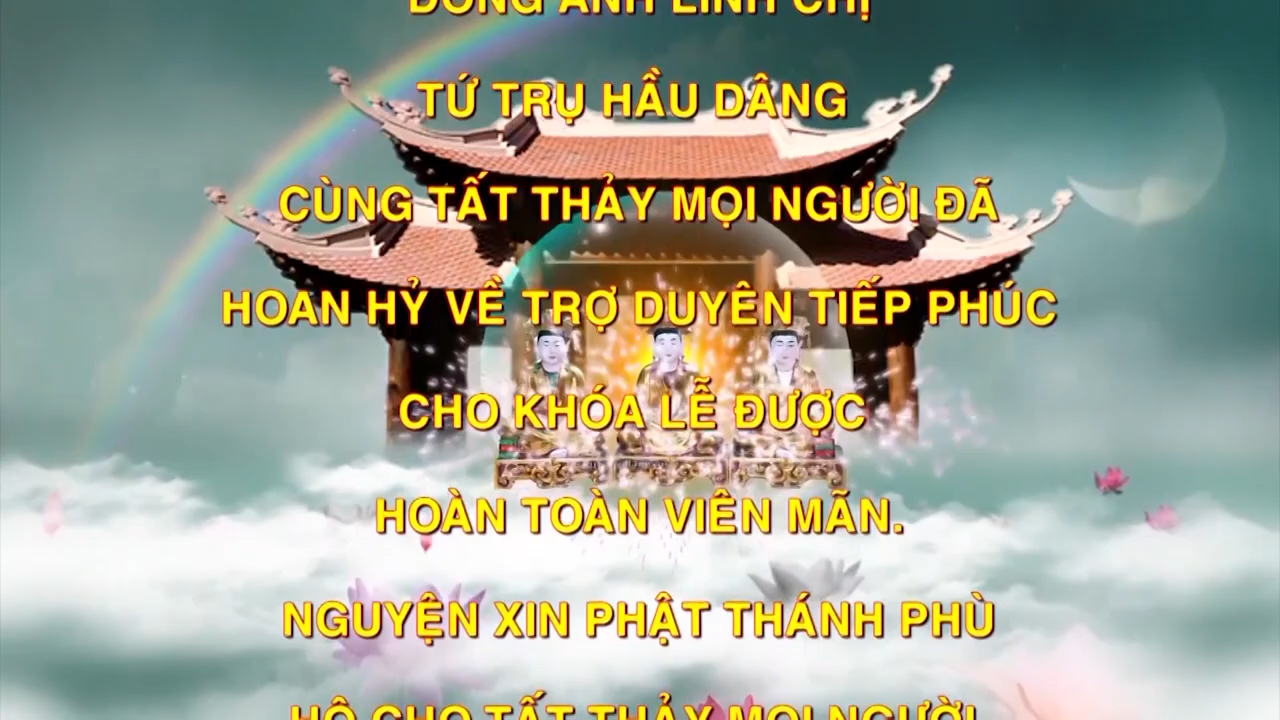 ĐỒNG ANH LINH CHỊ
TỨ TRỤ HẦU DÂNG
CÙNG TẤT THẢY MỌI NGƯỜI ĐÃ
HOAN HỶ VỀ TRỢ DUYÊN TIẾP PHÚC
CHO KHÓA LỄ ĐƯỢC
HOÀN TOÀN VIÊN MÃN.
NGUYỆN XIN PHẬT THÁNH PHÙ
HỘ CHO TẤT THẢY MỌI NGƯỜI